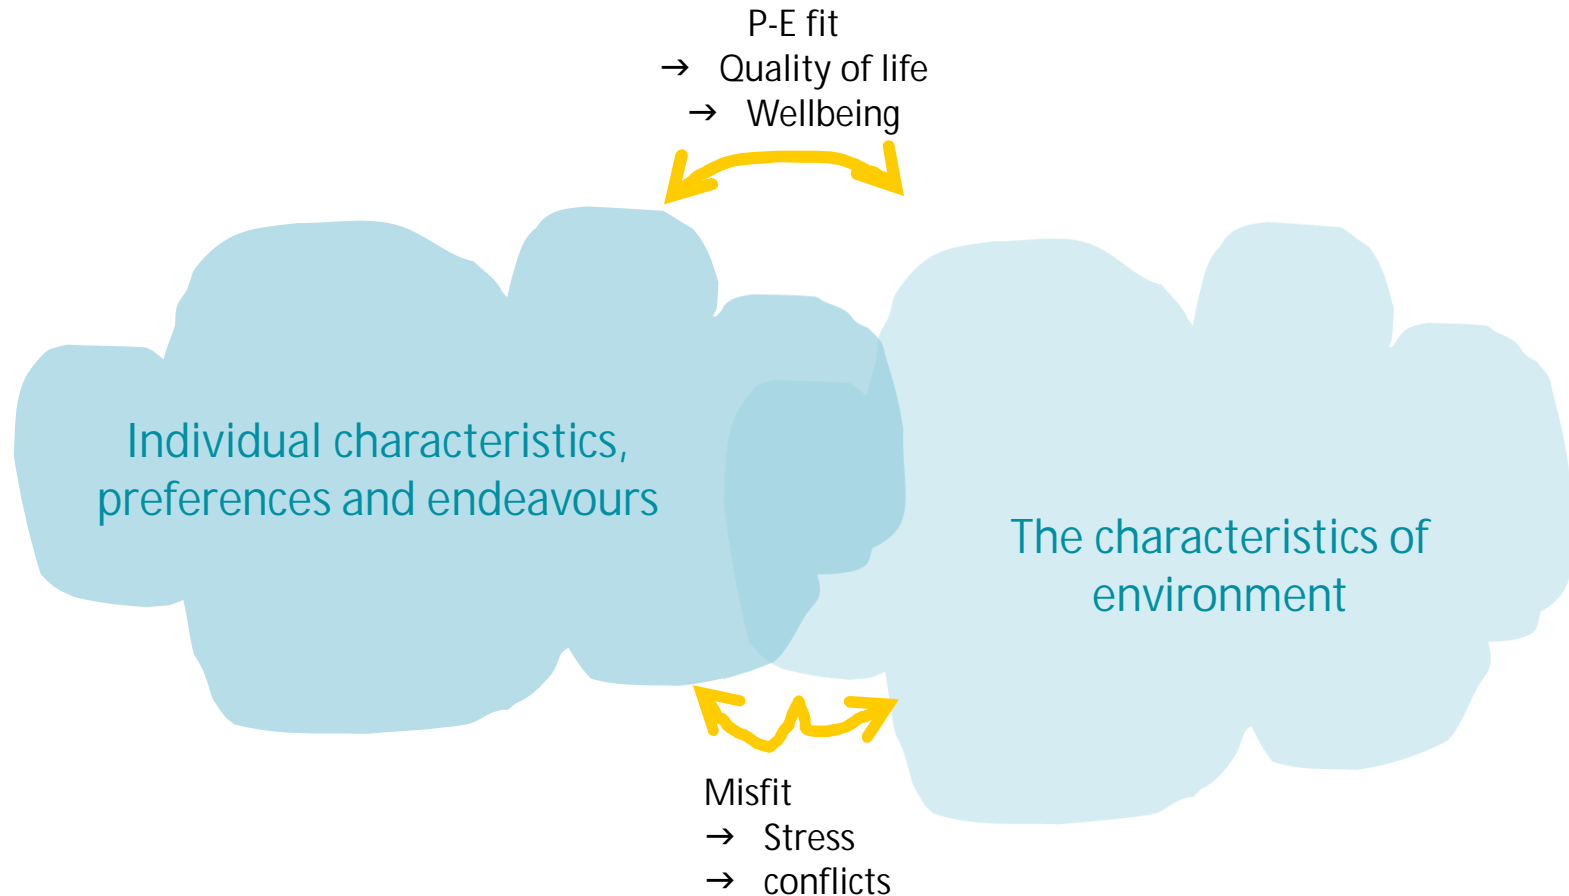 P-E fit
→ Quality of life
→ Wellbeing
Individual characteristics,
preferences and endeavours
The characteristics of
environment
Misfit
→ Stress
→ conflicts